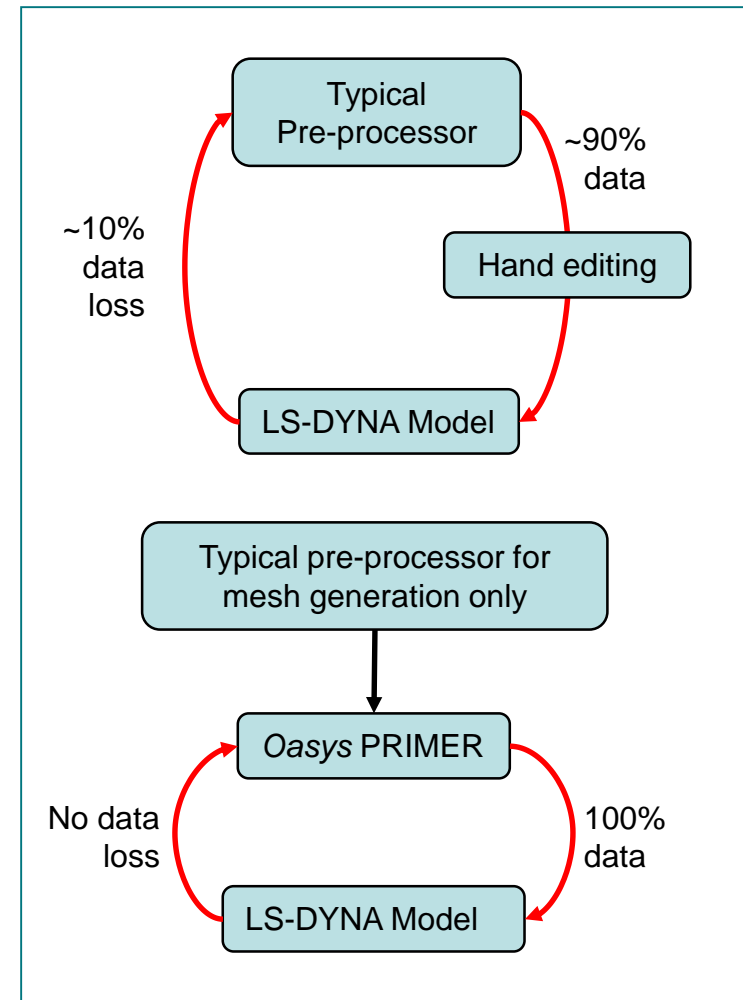 Typical
Pre-processor
~90%
data
~10%
data
loss
Hand editing
LS-DYNA Model
Typical pre-processor for
mesh generation only
Oasys PRIMER
No data
loss
100%
data
LS-DYNA Model